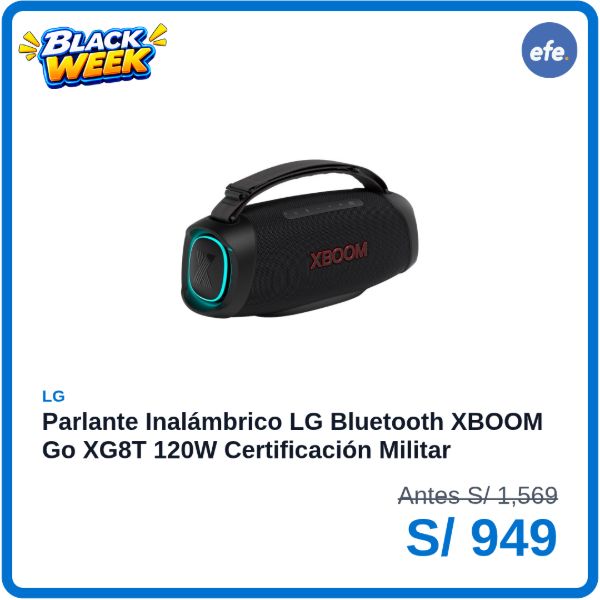 BLACK
WEEK
efe.
XBOOM
LG
Parlante Inalámbrico LG Bluetooth XBOOM
Go XG8T 120W Certificación Militar
Antes S/ 1,569
S/ 949